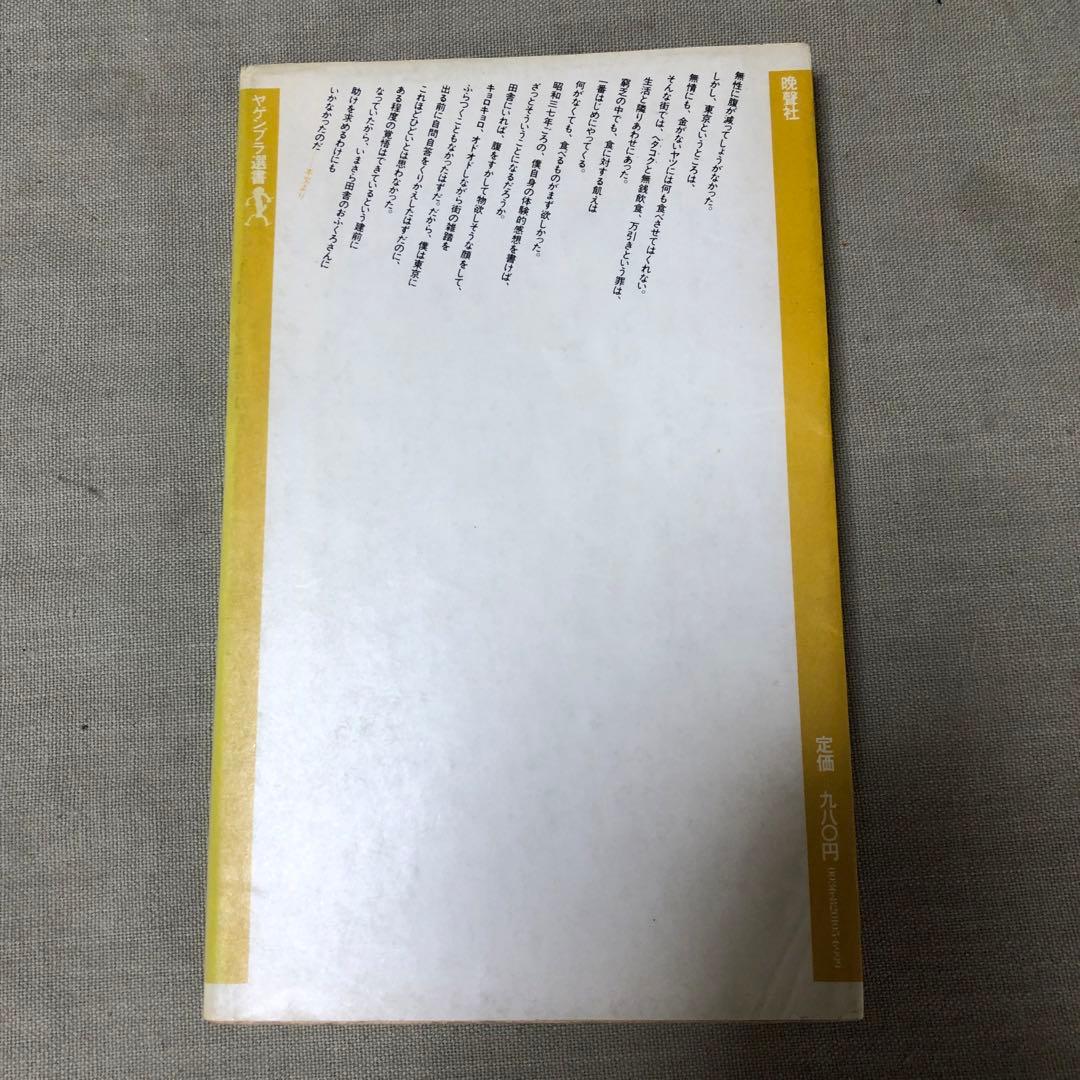 晩聲社
無性に腹が減ってしょうがなかった。
しかし、東京というところは、
無情にも、金がないヤツには何も食べさせてはくれない。
そんな街では、ヘタコクと無銭飲食、万引きという罪は、
生活と隣りあわせにあった。
窮乏の中でも、食に対する飢えは
一番はじめにやってくる。
何がなくても、食べるものがまず欲しかった。
昭和三七年ごろの、僕自身の体験的感想を書けば、
ざっとそういうことになるだろうか。
田舎にいれば、腹をすかして物欲しそうな顔をして、
キョロキョロ、オドオドしながら街の雑踏を
ふらつくこともなかったはずだ。だから、僕は東京に
出る前に自問自答をくりかえしたはずだのに、
これほどひどいとは思わなかった。
ある程度の覚悟はできているという建前に
なっていたから、いまさら田舎のおふくろさんに
助けを求めるわけにも
いかなかったのだ
本文より
ヤゲンブラ選書
定価 九八〇円